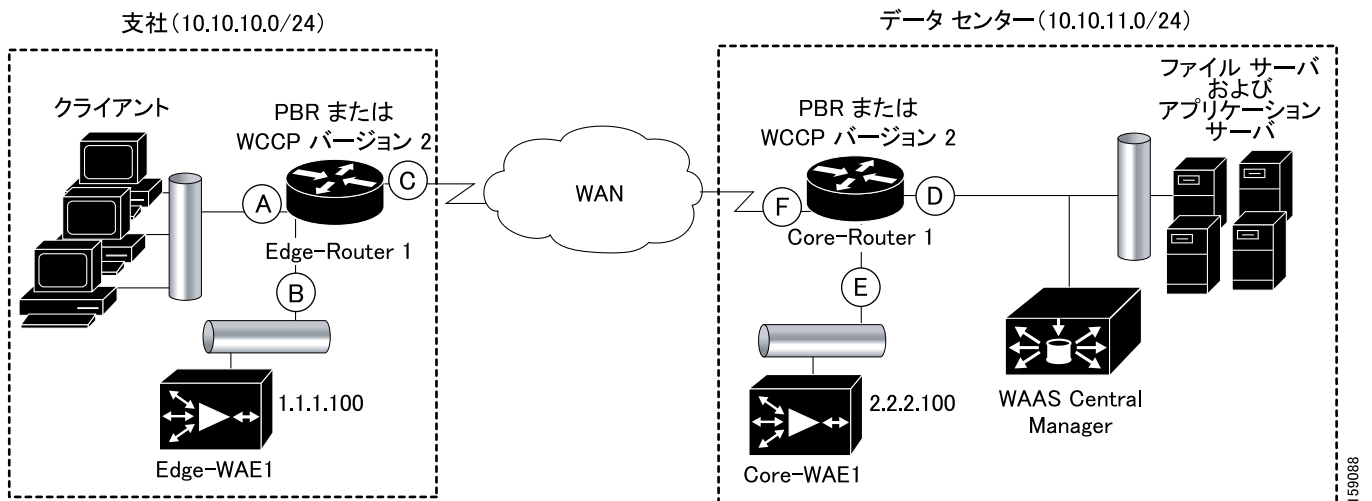 支社(10.10.10.0/24)
データ センター(10.10.11.0/24)
クライアント
PBR または
WCCP バージョン 2
A
C
Edge-Router 1
B
1.1.1.100
Edge-WAE1
WAN
PBR または
WCCP バージョン 2
F
D
Core-Router 1
E
2.2.2.100
Core-WAE1
ファイル サーバ
および
アプリケーション
サーバ
WAAS Central
Manager
159088